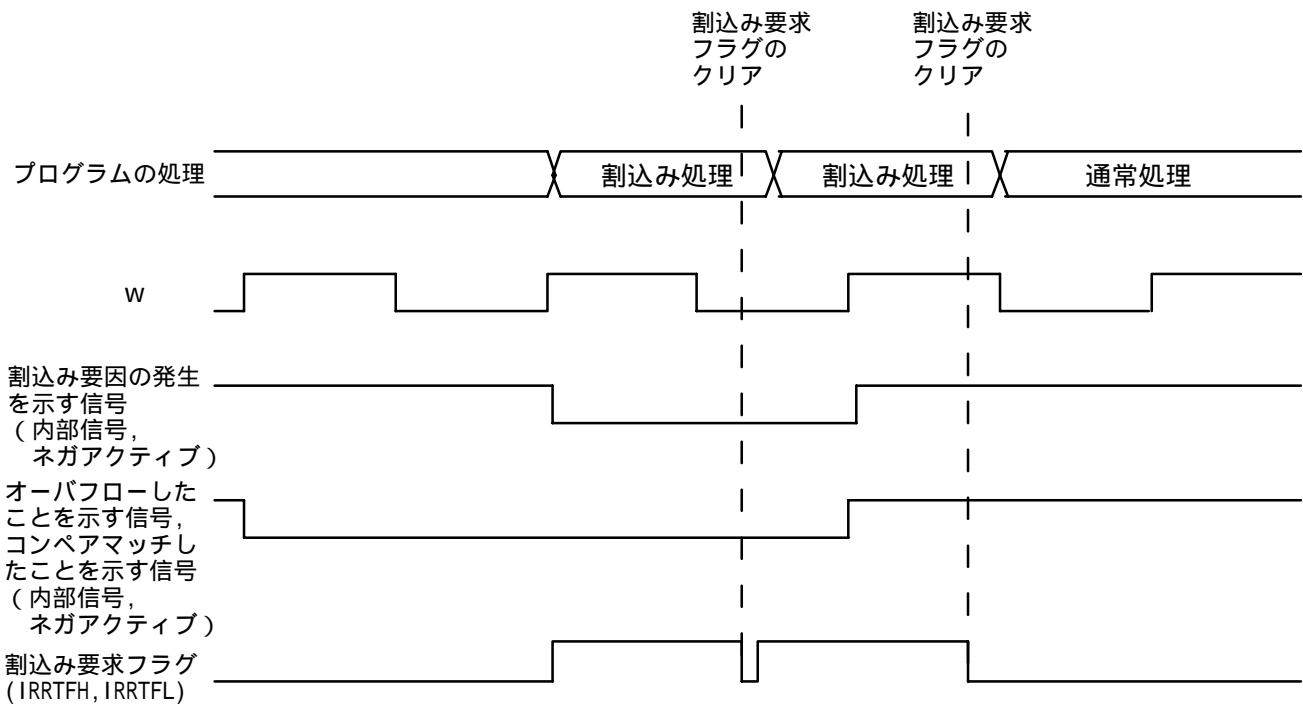 割込み要求
フラグの
クリア
割込み要求
フラグの
クリア
プログラムの処理
割込み処理
割込み処理
通常処理
w
割込み要因の発生
を示す信号
(内部信号,
ネガアクティブ)
オーバフローした
ことを示す信号,
コンペアマッチし
たことを示す信号
(内部信号,
ネガアクティブ)
割込み要求フラグ
(IRRTFH,IRRTFL)